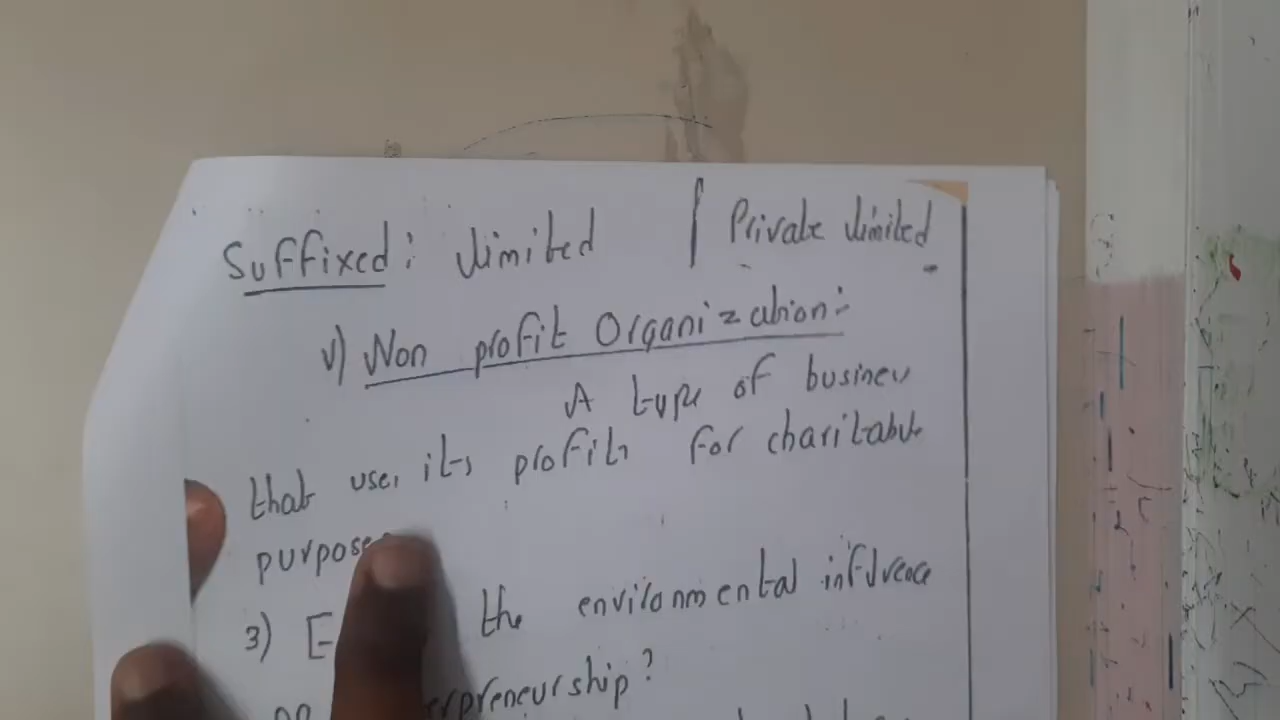 Suffixed: limited | Private limited
v) Non profit Organization:-
A type of business
that uses its profits for charitable
purpose
3) the environmental influence
erpreneurship?